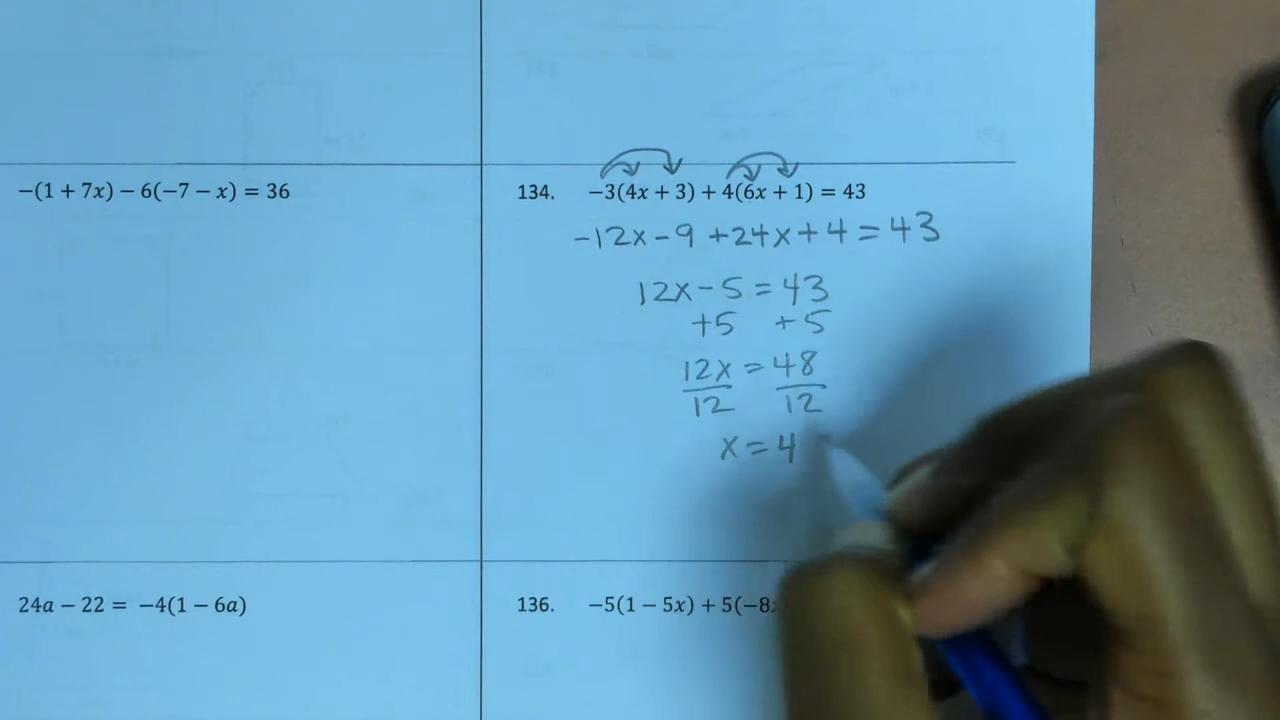 −(1 + 7x) − 6(−7 − x) = 36
134. −3(4x + 3) + 4(6x + 1) = 43
-12x-9 +24x+4=43
12x-5=43
+5 +5
12x=48
12 12
x=4
24a − 22 = −4(1 − 6a)
136. −5(1 − 5x) + 5(−8